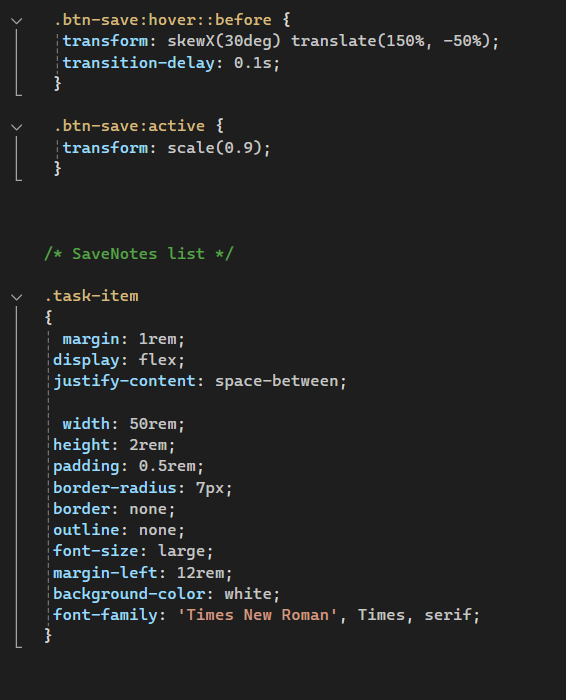 .btn-save:hover::before {
transform: skewX(30deg) translate(150%, -50%);
transition-delay: 0.1s;
}
.btn-save:active {
transform: scale(0.9);
}
/* SaveNotes list */
.task-item
{
margin: 1rem;
display: flex;
justify-content: space-between;
width: 50rem;
height: 2rem;
padding: 0.5rem;
border-radius: 7px;
border: none;
outline: none;
font-size: large;
margin-left: 12rem;
background-color: white;
font-family: 'Times New Roman', Times, serif;
}